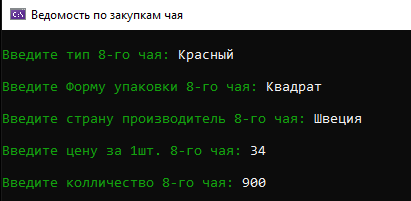 Ведомость по закупкам чая
Введите тип 8-го чая: Красный
Введите Форму упаковки 8-го чая: Квадрат
Введите страну производитель 8-го чая: Швеция
Введите цену за 1шт. 8-го чая: 34
Введите колличество 8-го чая: 900